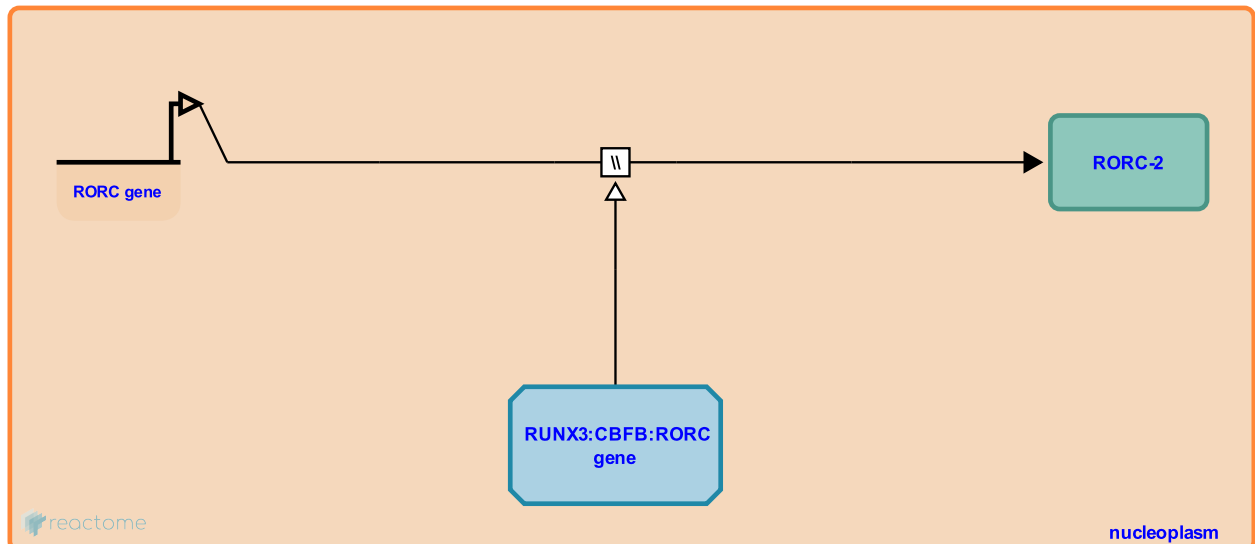 RORC gene
\\
RORC-2
RUNX3:CBFB:RORC
gene
reactome
nucleoplasm